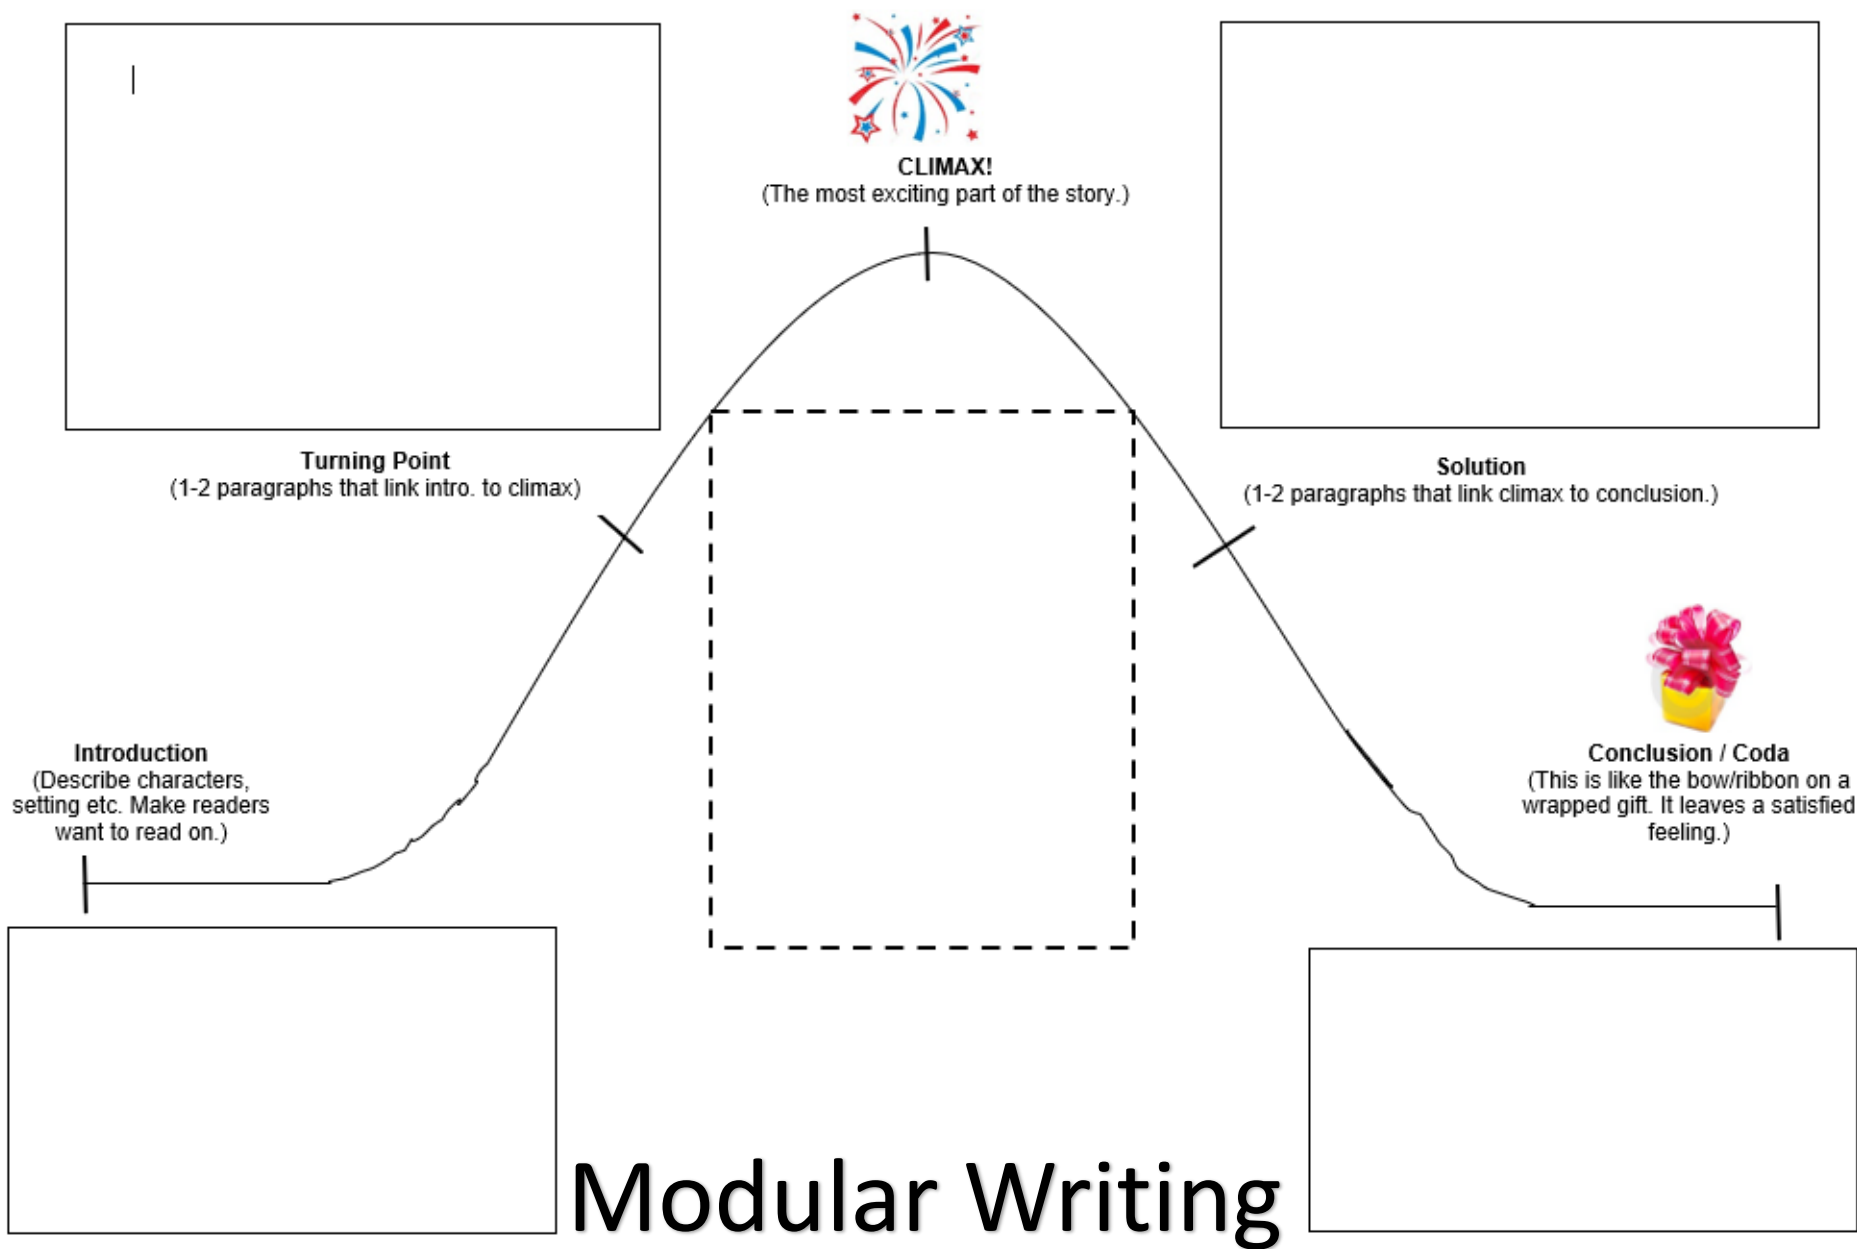 CLIMAX!
(The most exciting part of the story.)
Turning Point
(1-2 paragraphs that link intro. to climax)
Solution
(1-2 paragraphs that link climax to conclusion.)
Introduction
(Describe characters,
setting etc. Make readers
want to read on.)
Conclusion / Coda
(This is like the bow/ribbon on a
wrapped gift. It leaves a satisfied
feeling.)
Modular Writing